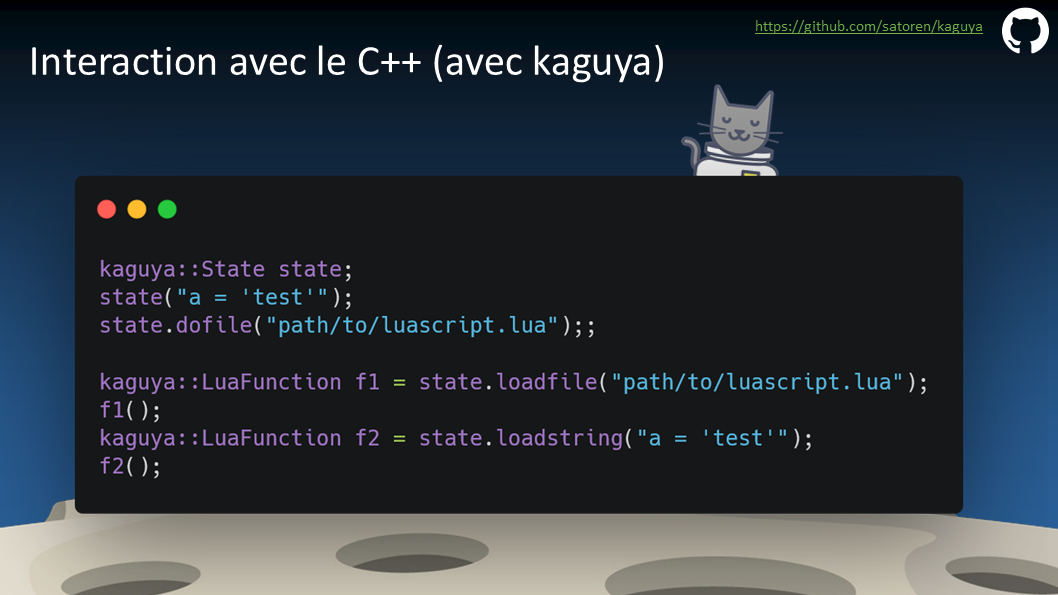 https://github.com/satoren/kaguya
Interaction avec le C++ (avec kaguya)
kaguya::State state;
state("a = 'test'");
state.dofile("path/to/luascript.lua");;
kaguya::LuaFunction f1 = state.loadfile("path/to/luascript.lua");
f1();
kaguya::LuaFunction f2 = state.loadstring("a = 'test'");
f2();